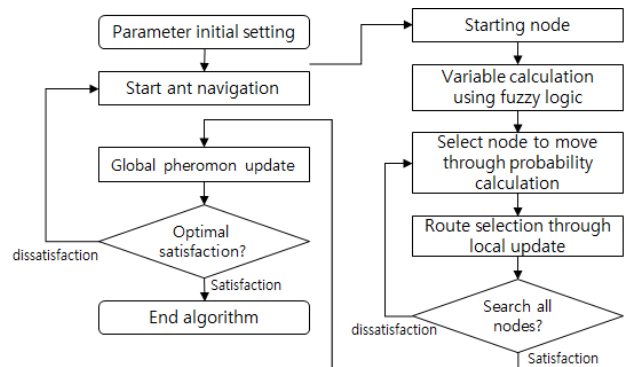 Parameter initial setting
Start ant navigation
Global pheromon update
Optimal
satisfaction?
dissatisfaction
Satisfaction
End algorithm
Starting node
Variable calculation
using fuzzy logic
Select node to move
through probability
calculation
Route selection through
local update
Search all
nodes?
dissatisfaction
Satisfaction